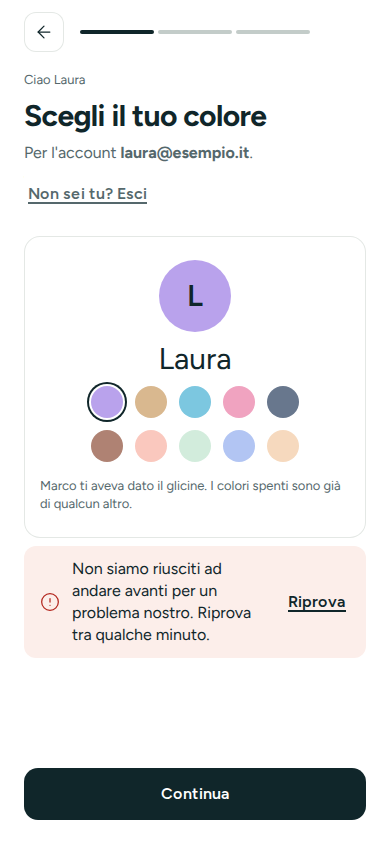 Ciao Laura
Scegli il tuo colore
Per l'account laura@esempio.it.
Non sei tu? Esci
L
Laura
Marco ti aveva dato il glicine. I colori spenti sono già
di qualcun altro.
Non siamo riusciti ad
andare avanti per un
problema nostro. Riprova
tra qualche minuto.
Riprova
Continua